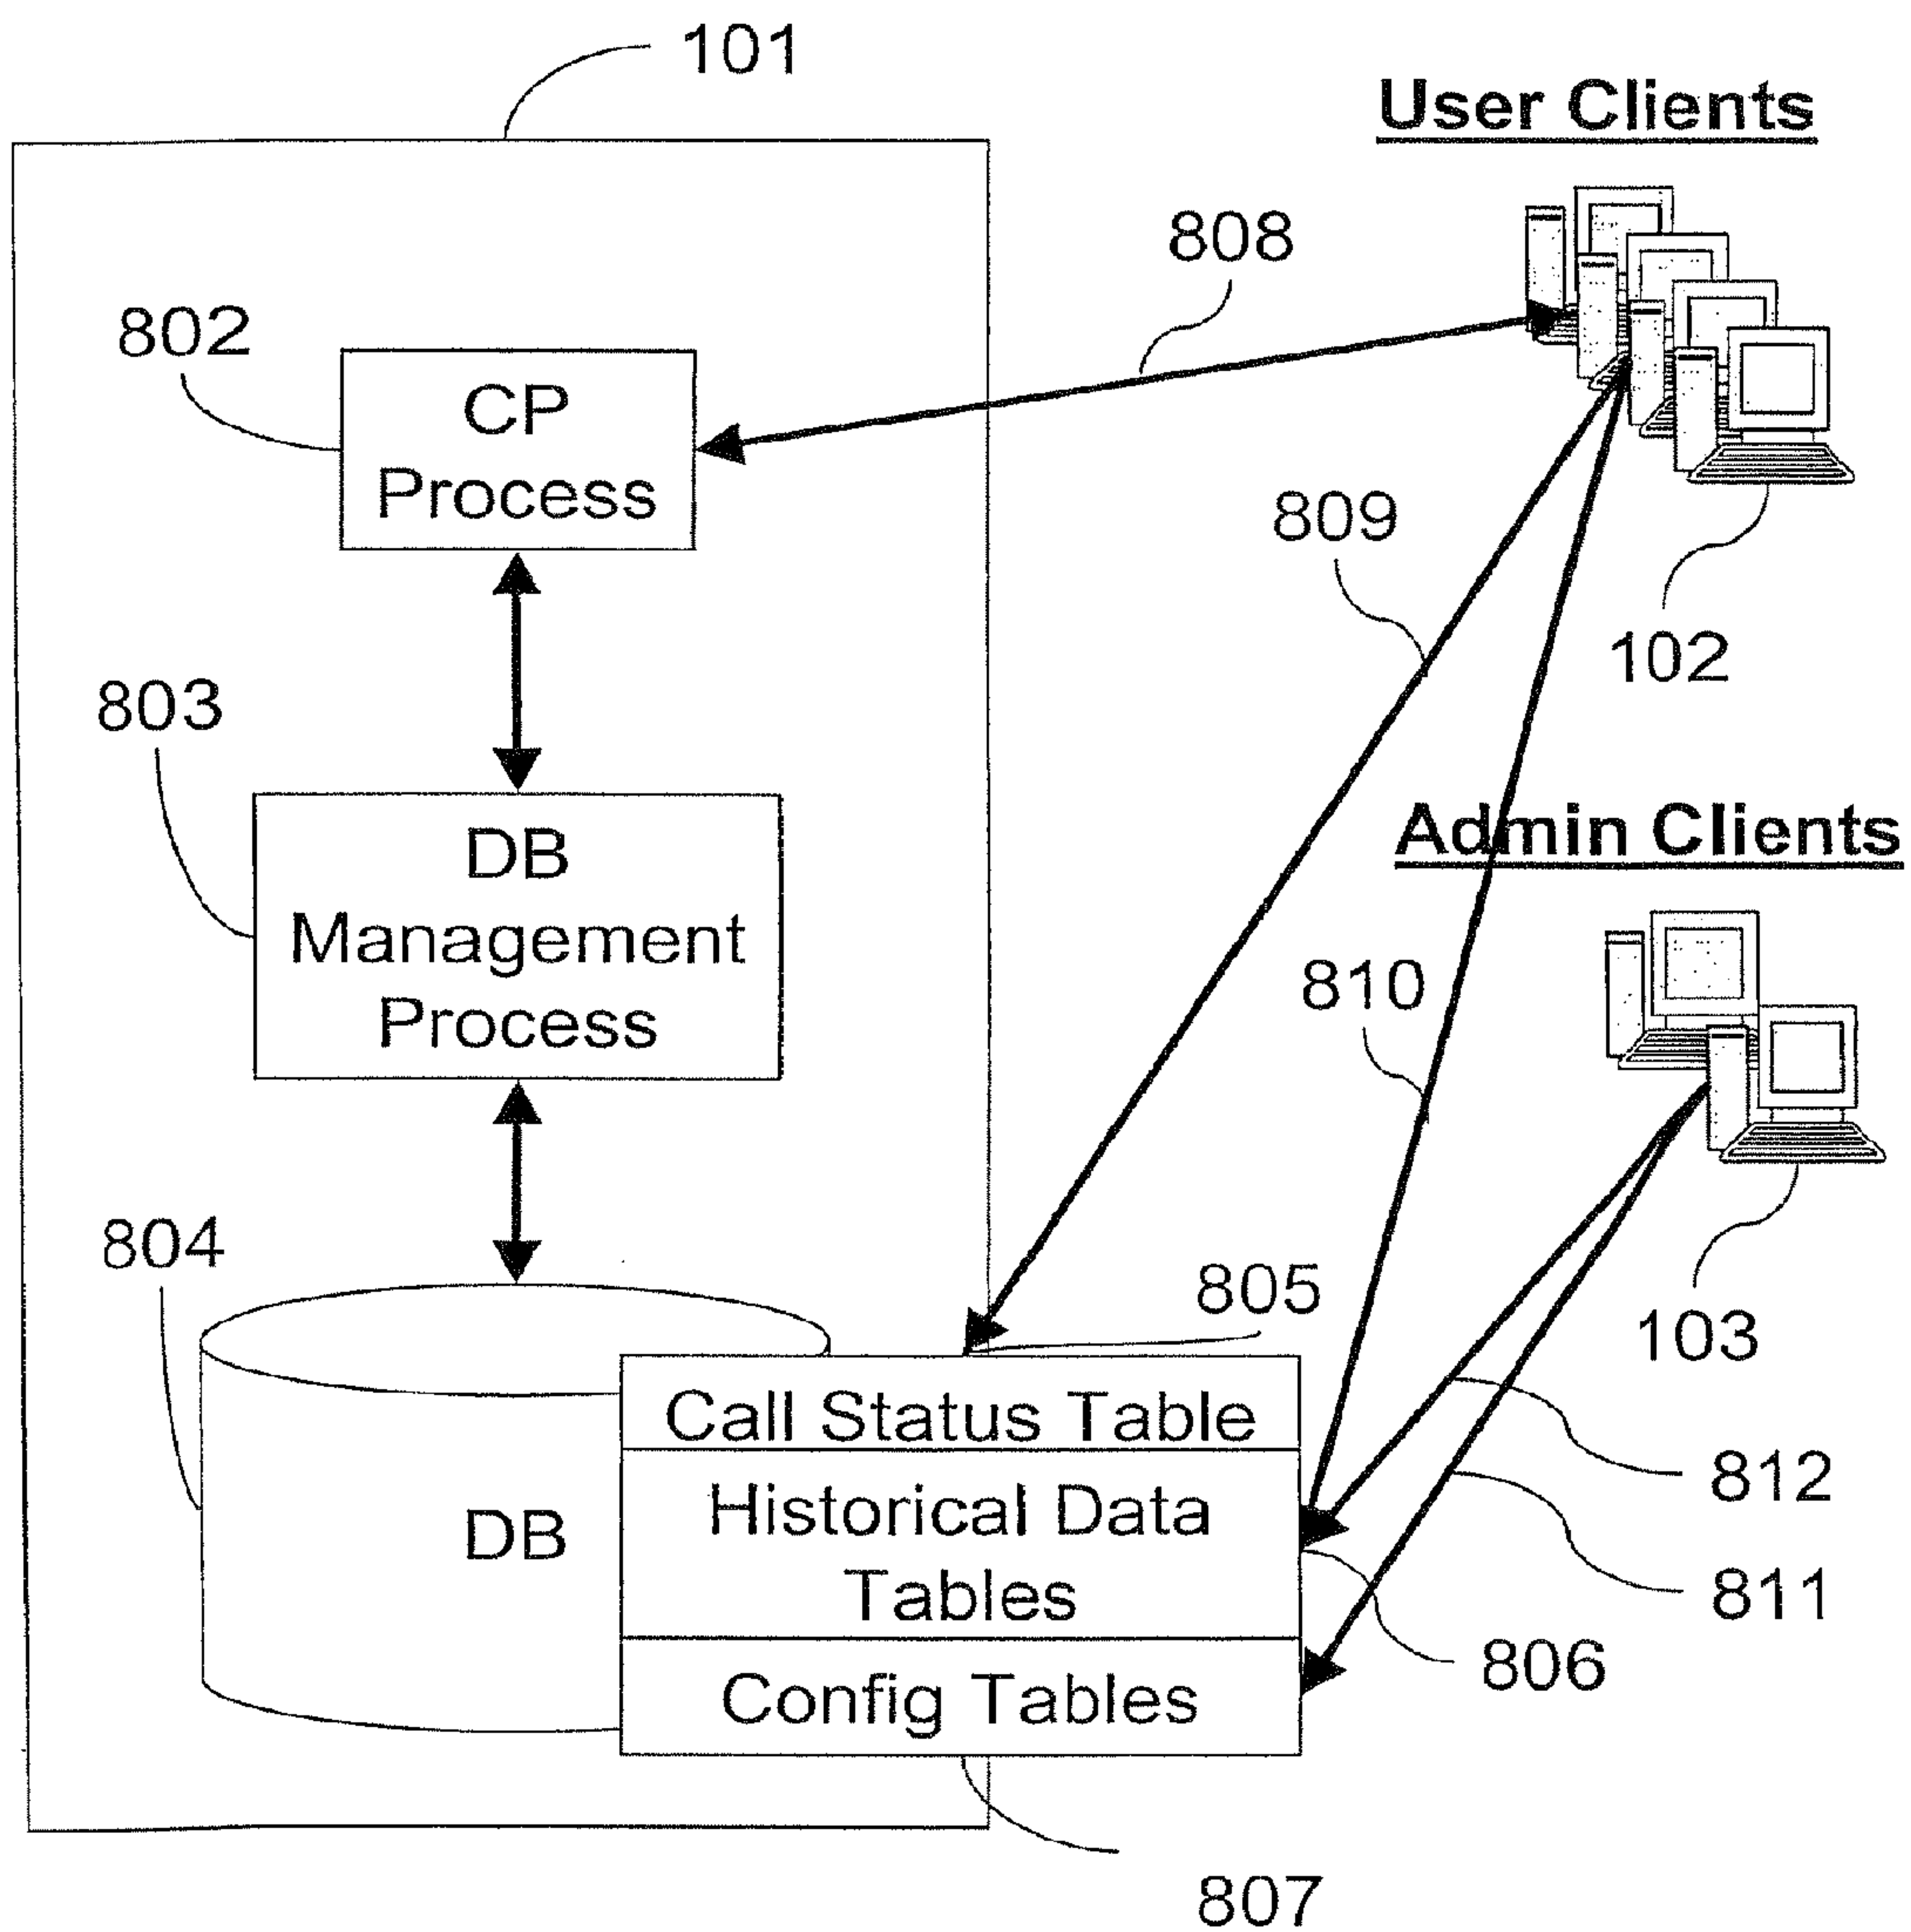 101
User Clients
808
802
CP
Process
809
102
803
Admin Clients
DB
Management
Process
810
804
805
103
Call Status Table
812
Historical Data
Tables
DB
811
806
Config Tables
807